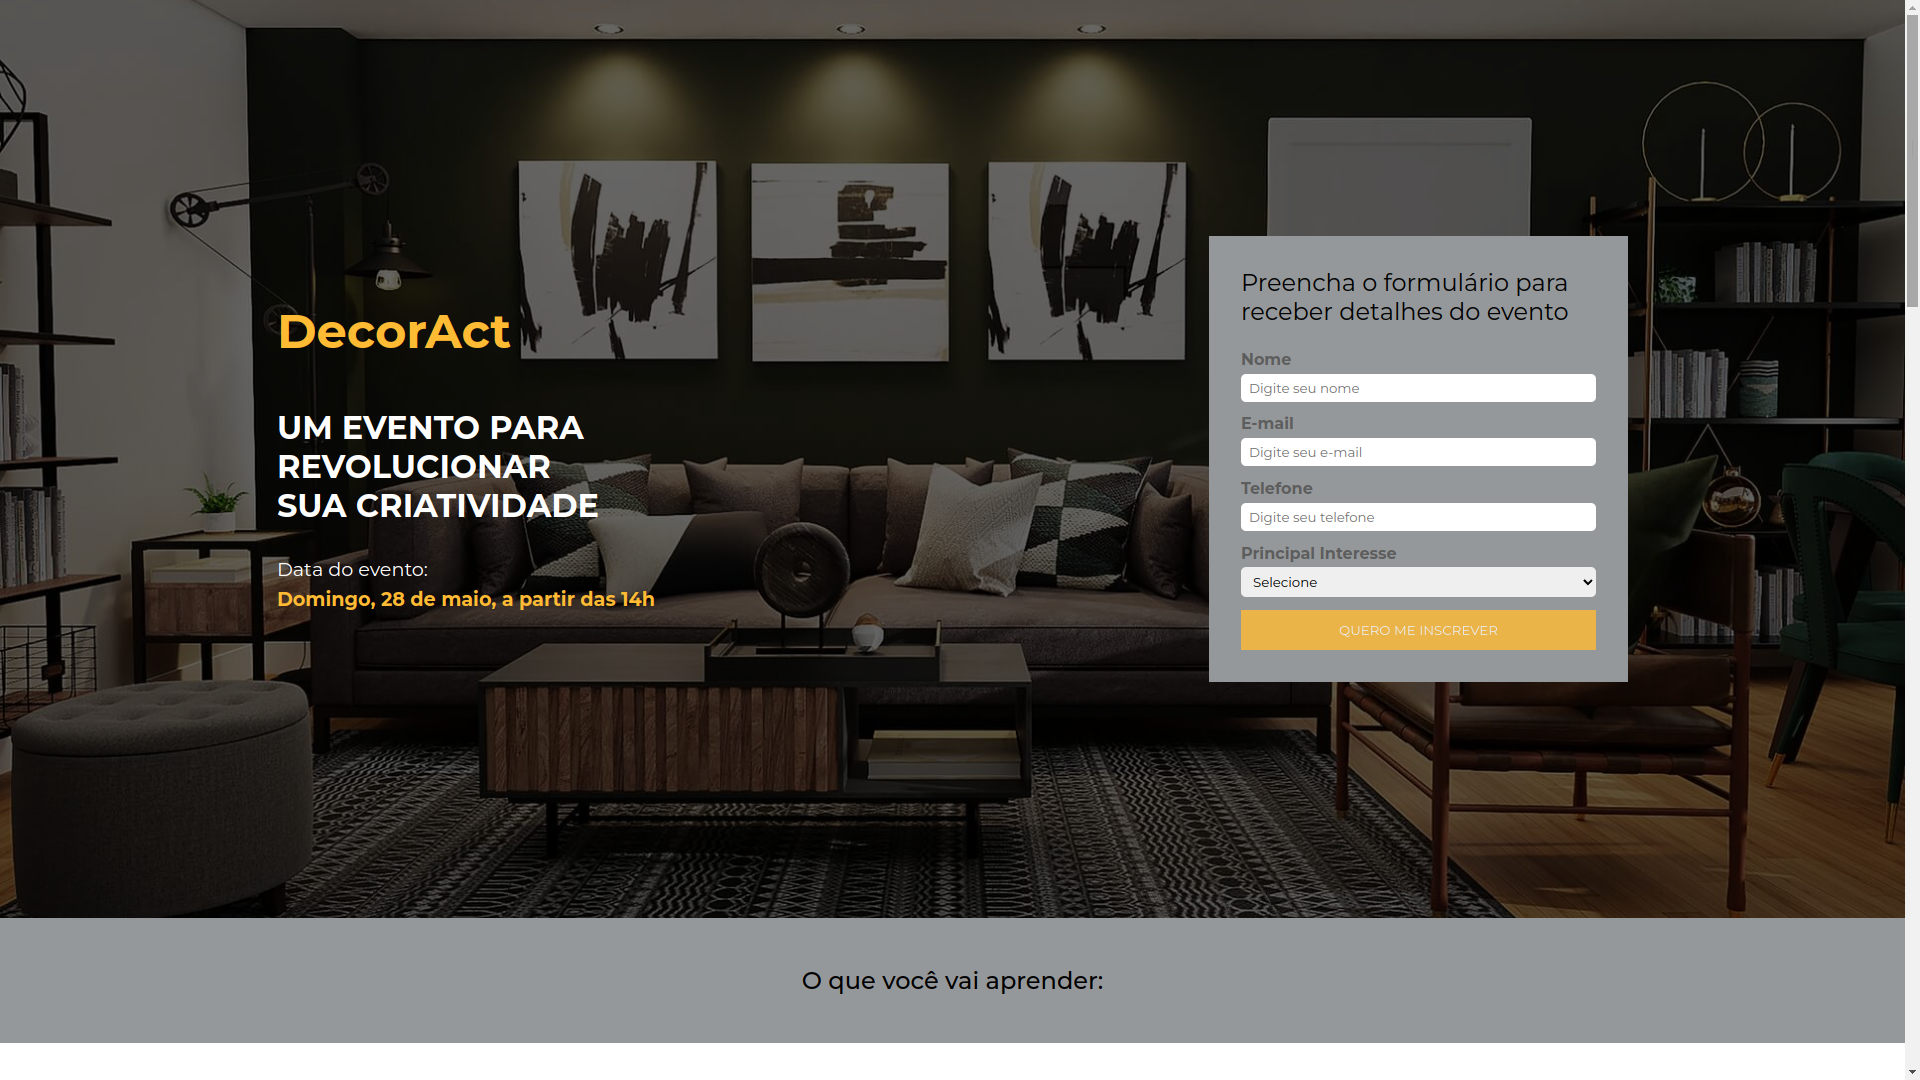 DecorAct
UM EVENTO PARA
REVOLUCIONAR
SUA CRIATIVIDADE
Data do evento:
Domingo, 28 de maio, a partir das 14h
Preencha o formulário para
receber detalhes do evento
Nome
Digite seu nome
E-mail
Digite seu e-mail
Telefone
Digite seu telefone
Principal Interesse
Selecione
QUERO ME INSCREVER
O que você vai aprender: